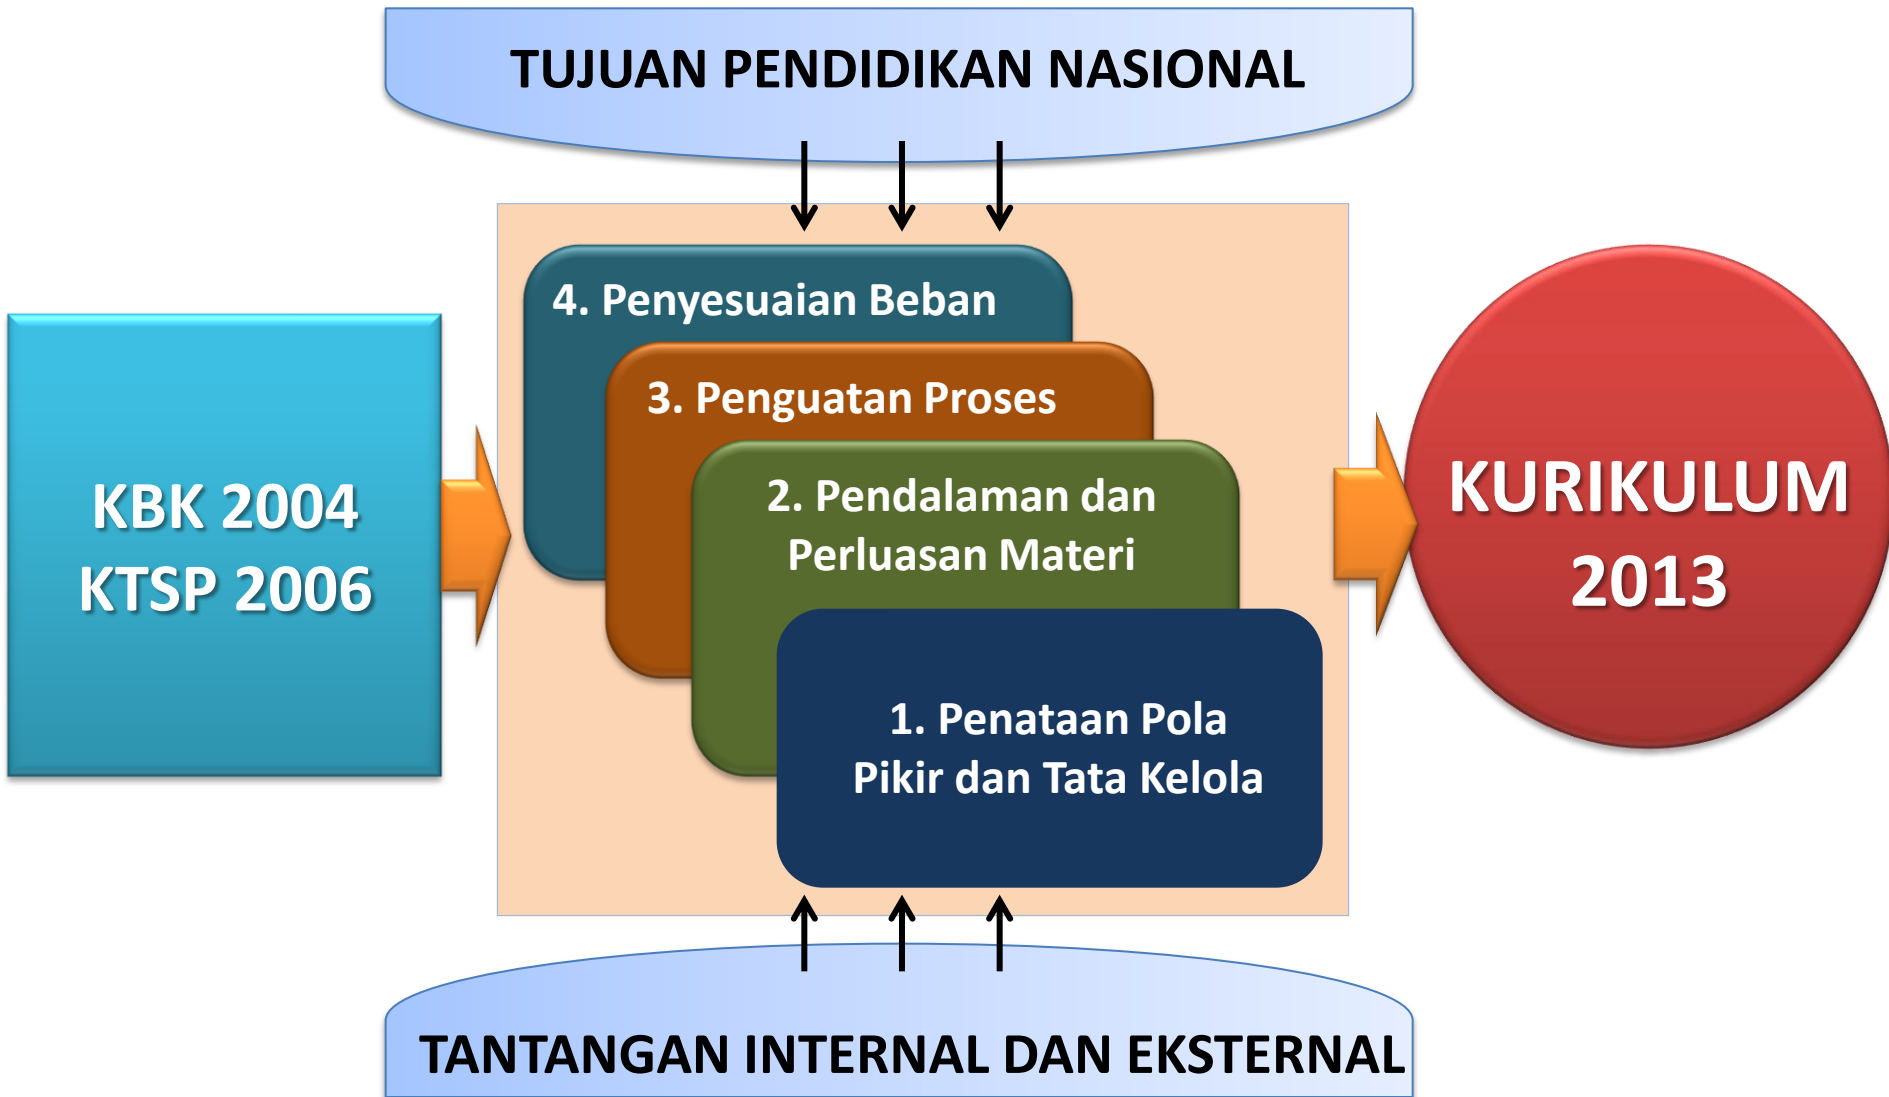 TUJUAN PENDIDIKAN NASIONAL
4. Penyesuaian Beban
3. Penguatan Proses
2. Pendalaman dan
Perluasan Materi
1. Penataan Pola
Pikir dan Tata Kelola
KBK 2004
KTSP 2006
KURIKULUM
2013
TANTANGAN INTERNAL DAN EKSTERNAL